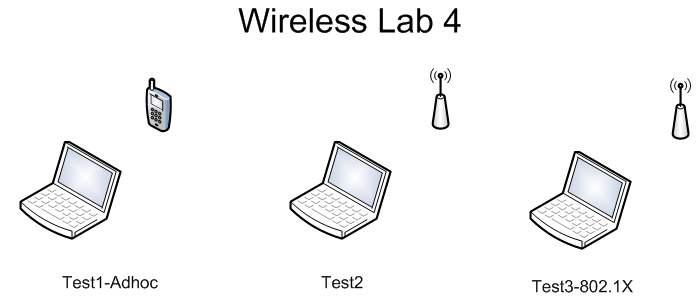 Wireless Lab 4
Test1-Adhoc
Test2
Test3-802.1X